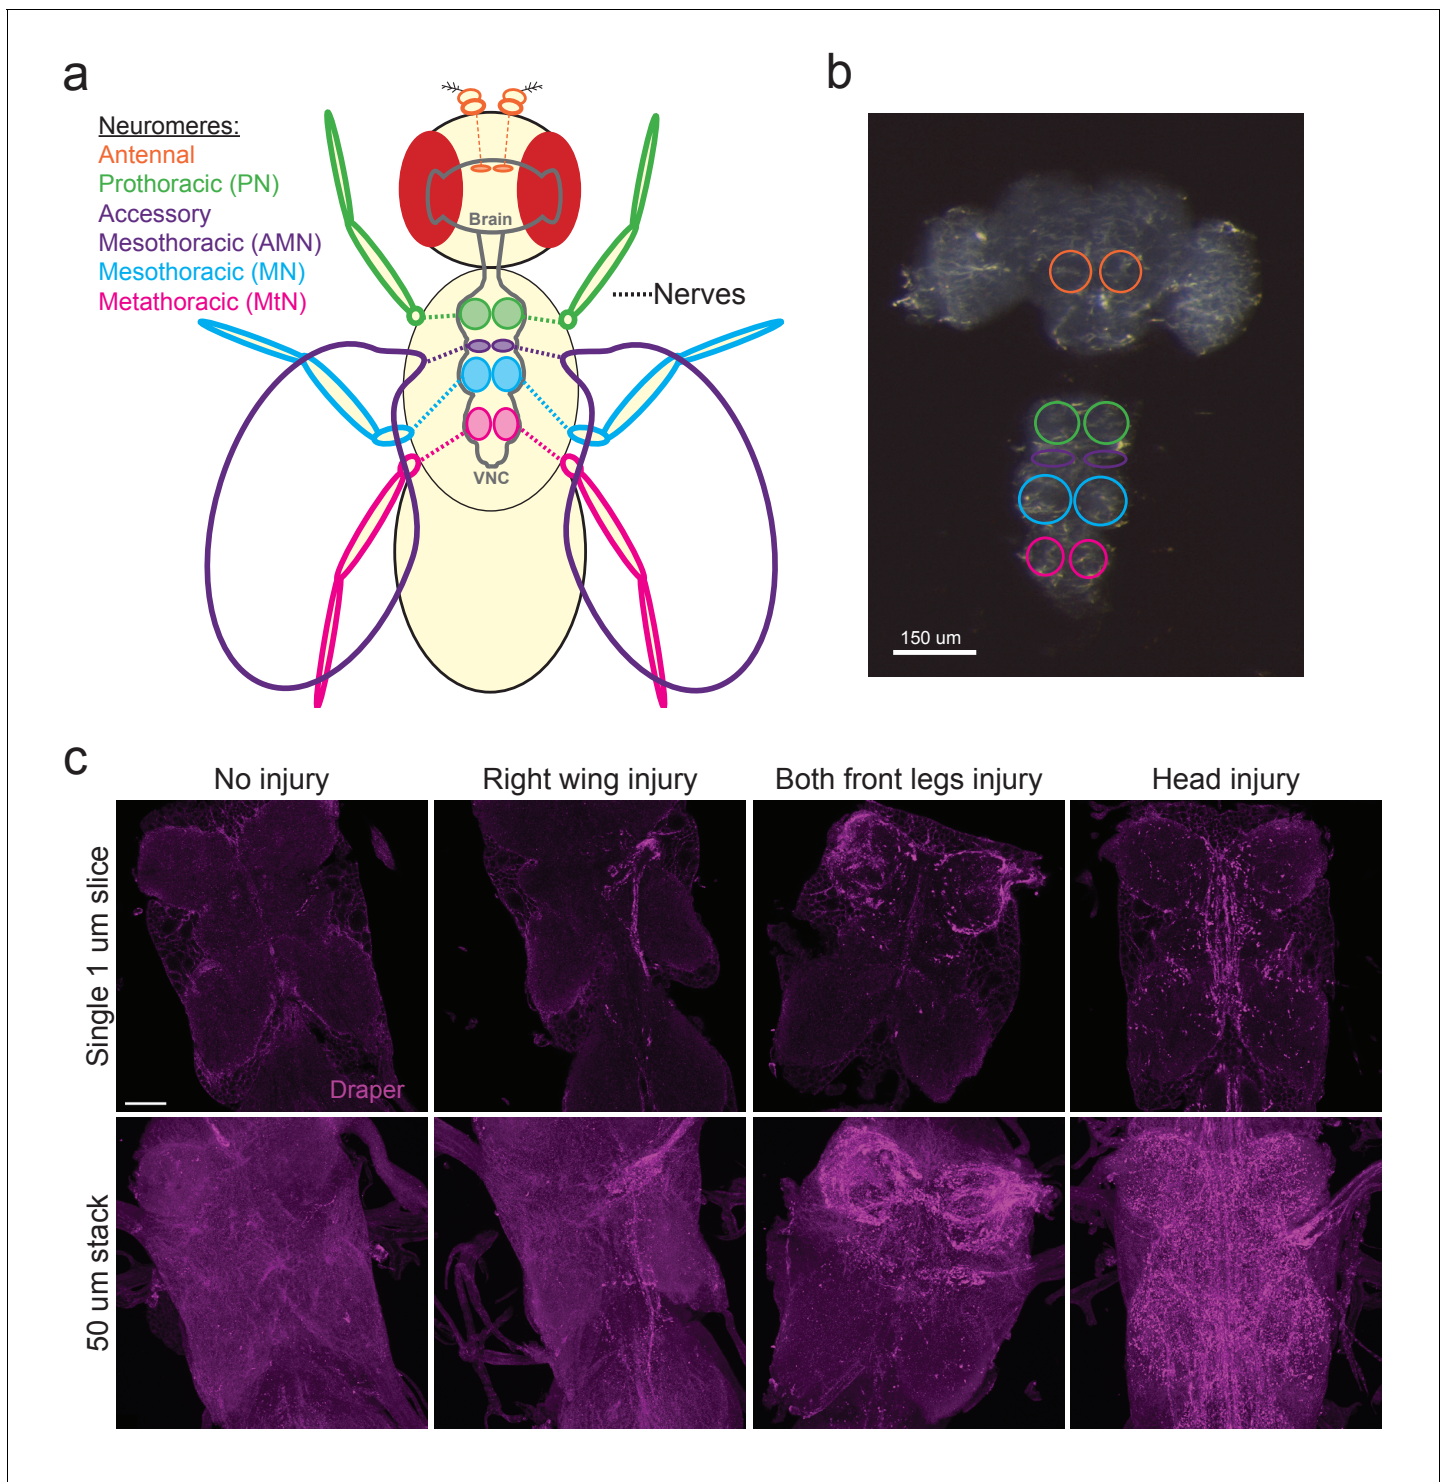 a
Neuromeres:
Antennal
Prothoracic (PN)
Accessory
Mesothoracic (AMN)
Mesothoracic (MN)
Metathoracic (MtN)
Brain
Nerves
VNC
b
150 um
c
No injury
Right wing injury
Both front legs injury
Head injury
Single 1 um slice
Draper
50 um stack